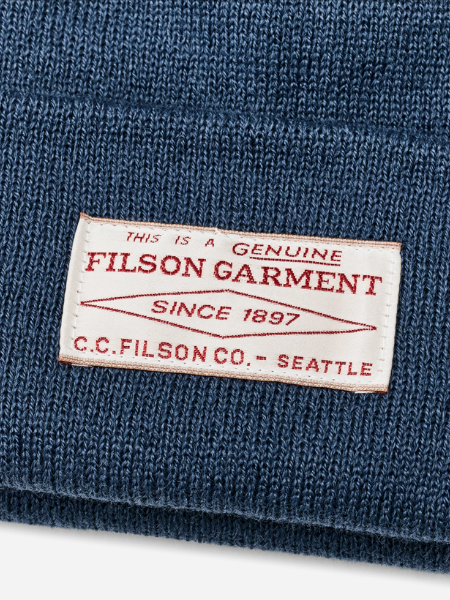 THIS IS A GENUINE
FILSON GARMENT
SINCE 1897
C.C. FILSON CO. - SEATTLE